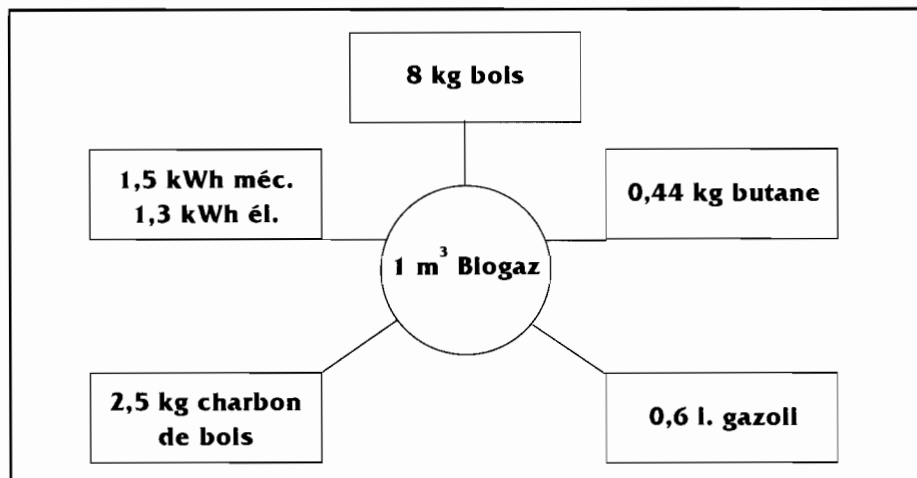 8 kg bois
1,5 kWh méc.
1,3 kWh él.
0,44 kg butane
1 m³ Biogaz
2,5 kg charbon
de bois
0,6 l. gazoil